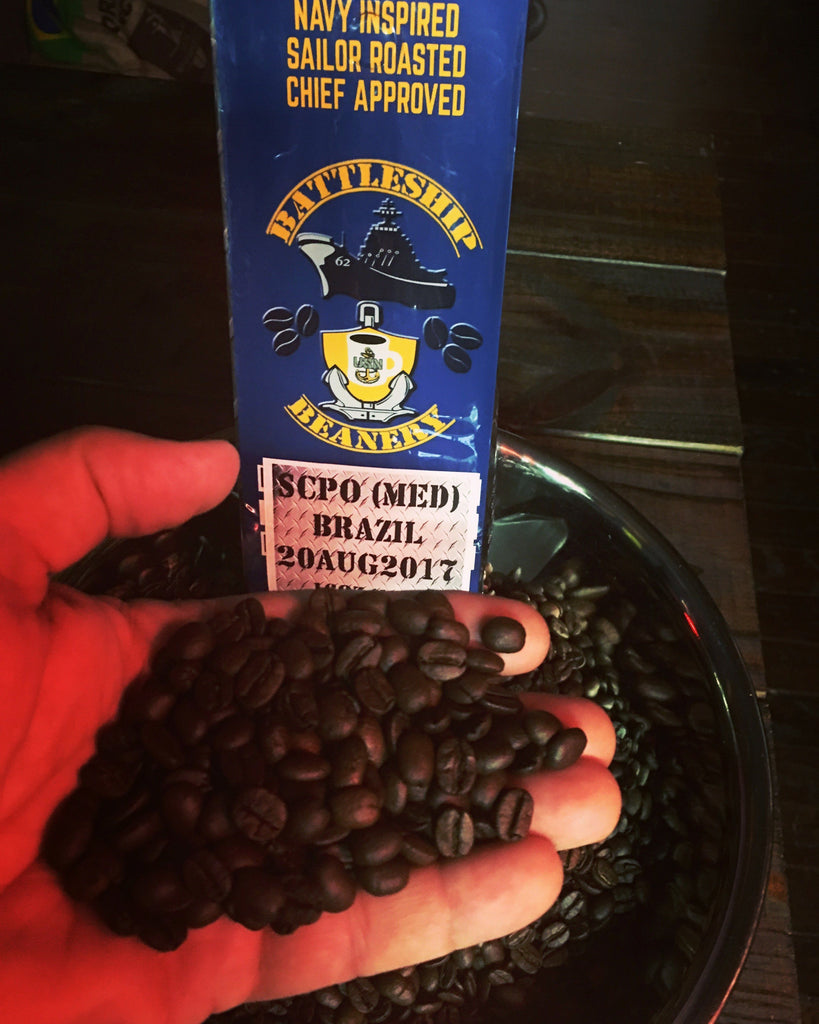 NAVY INSPIRED
SAILOR ROASTED
CHIEF APPROVED
BATTLESHIP
62
USN
BEANERY
SCPO (MED)
BRAZIL
20AUG2017